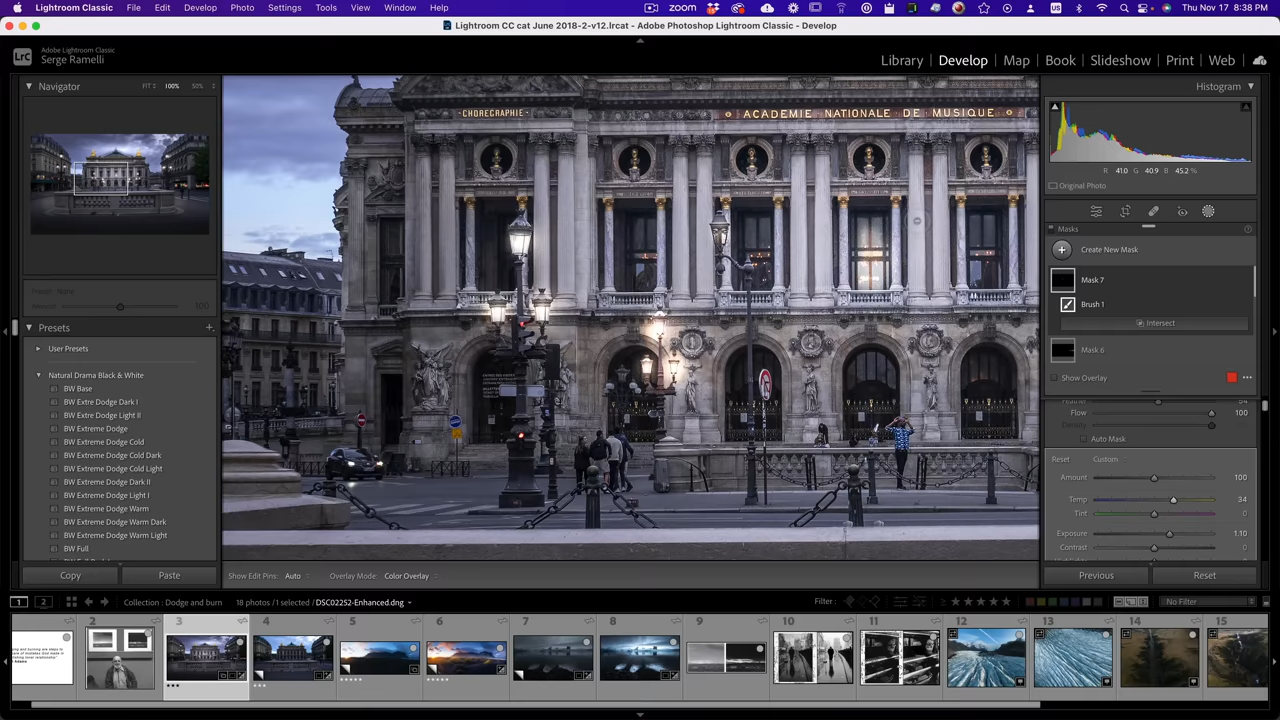 Lightroom Classic File Edit Develop Photo Settings Tools View Window Help
zoom
US
Thu Nov 17 8:38 PM
Lightroom CC cat June 2018-2-v12.lrcat - Adobe Photoshop Lightroom Classic - Develop
LrC
Adobe Lightroom Classic
Serge Ramelli
Library | Develop | Map | Book | Slideshow | Print | Web
Navigator
FIT
100%
50%
Histogram
R 41.0 G 40.9 B 45.2 %
Original Photo
Masks
Create New Mask
Mask 7
Brush 1
Intersect
Mask 6
Show Overlay
Flow 100
Density
Auto Mask
Reset Custom
Amount 100
Temp 34
Tint 0
Exposure 1.10
Contrast 0
Previous
Reset
Preset: None
Amount 100
Presets
User Presets
Natural Drama Black & White
BW Base
BW Extre Dodge Dark I
BW Extre Dodge Light II
BW Extreme Dodge
BW Extreme Dodge Cold
BW Extreme Dodge Cold Dark
BW Extreme Dodge Cold Light
BW Extreme Dodge Dark II
BW Extreme Dodge Light I
BW Extreme Dodge Warm
BW Extreme Dodge Warm Dark
BW Extreme Dodge Warm Light
BW Full
Copy
Paste
·CHOREGRAPHIE·
ACADEMIE NATIONALE DE MUSIQUE
Show Edit Pins: Auto
Overlay Mode: Color Overlay
1 2
Collection : Dodge and burn
18 photos / 1 selected / DSC02252-Enhanced.dng
Filter :
No Filter
2 3 4 5 6 7 8 9 10 11 12 13 14 15